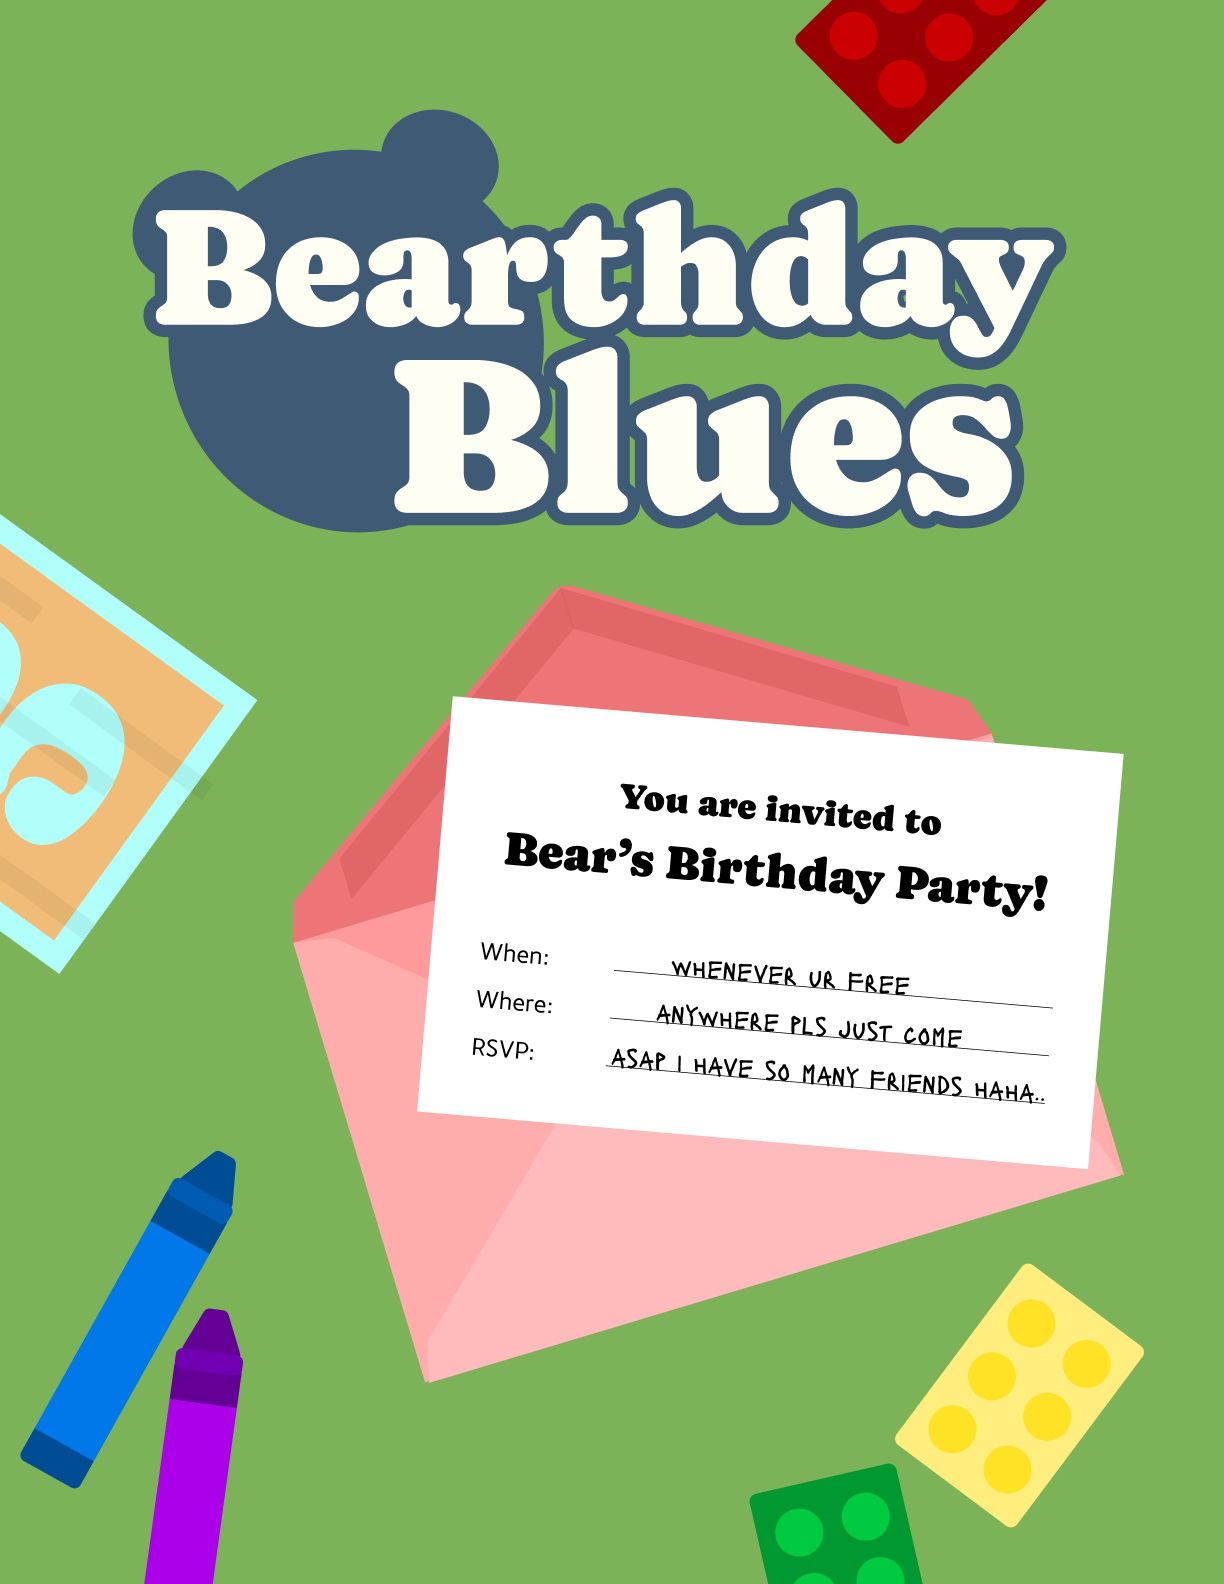 Bearthday
Blues
You are invited to
Bear's Birthday Party!
When: WHENEVER UR FREE
Where: ANYWHERE PLS JUST COME
RSVP: ASAP I HAVE SO MANY FRIENDS HAHA..